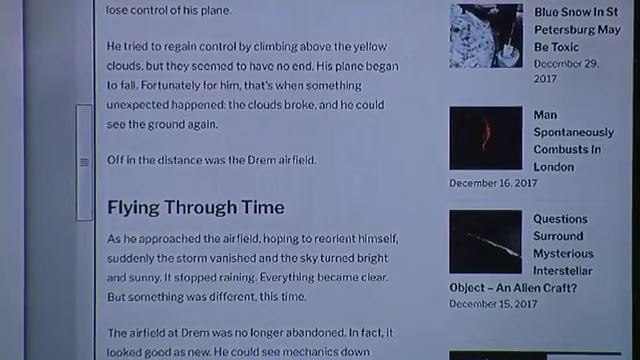 lose control of his plane.
He tried to regain control by climbing above the yellow
clouds, but they seemed to have no end. His plane began
to fall. Fortunately for him, that's when something
unexpected happened: the clouds broke, and he could
see the ground again.
Off in the distance was the Drem airfield.
Flying Through Time
As he approached the airfield, hoping to reorient himself,
suddenly the storm vanished and the sky turned bright
and sunny. It stopped raining. Everything became clear.
But something was different, this time.
The airfield at Drem was no longer abandoned. In fact, it
looked good as new. He could see mechanics down
Blue Snow In St
Petersburg May
Be Toxic
December 29,
2017
Man
Spontaneously
Combusts In
London
December 16, 2017
Questions
Surround
Mysterious
Interstellar
Object – An Alien Craft?
December 15, 2017